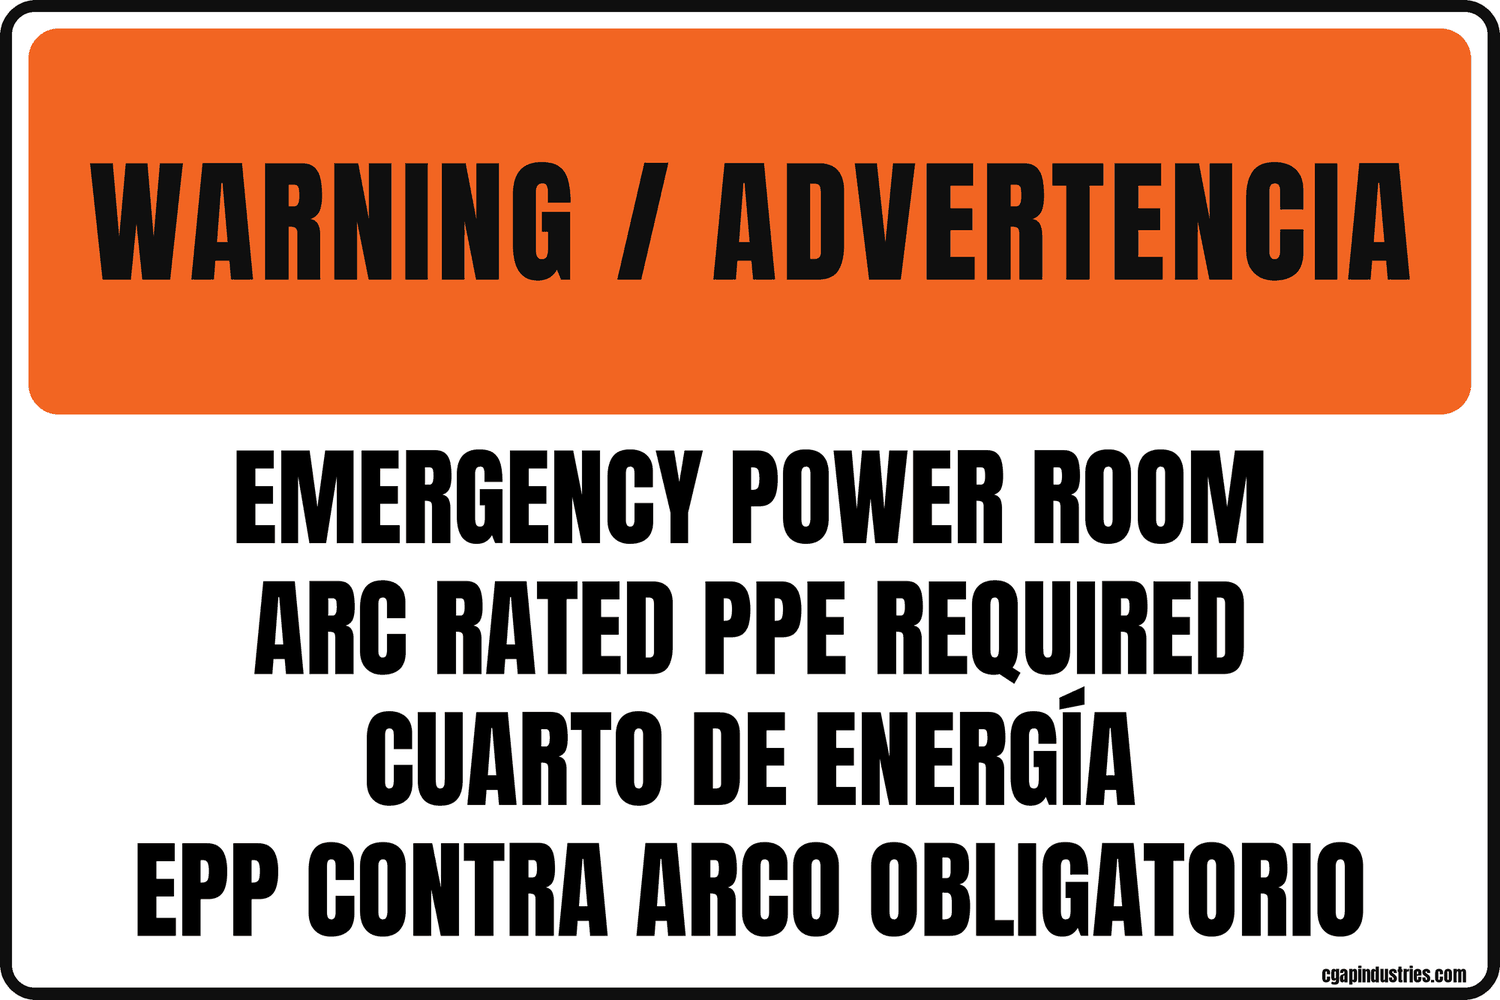 WARNING / ADVERTENCIA
EMERGENCY POWER ROOM
ARC RATED PPE REQUIRED
CUARTO DE ENERGÍA
EPP CONTRA ARCO OBLIGATORIO
cgapindustries.com